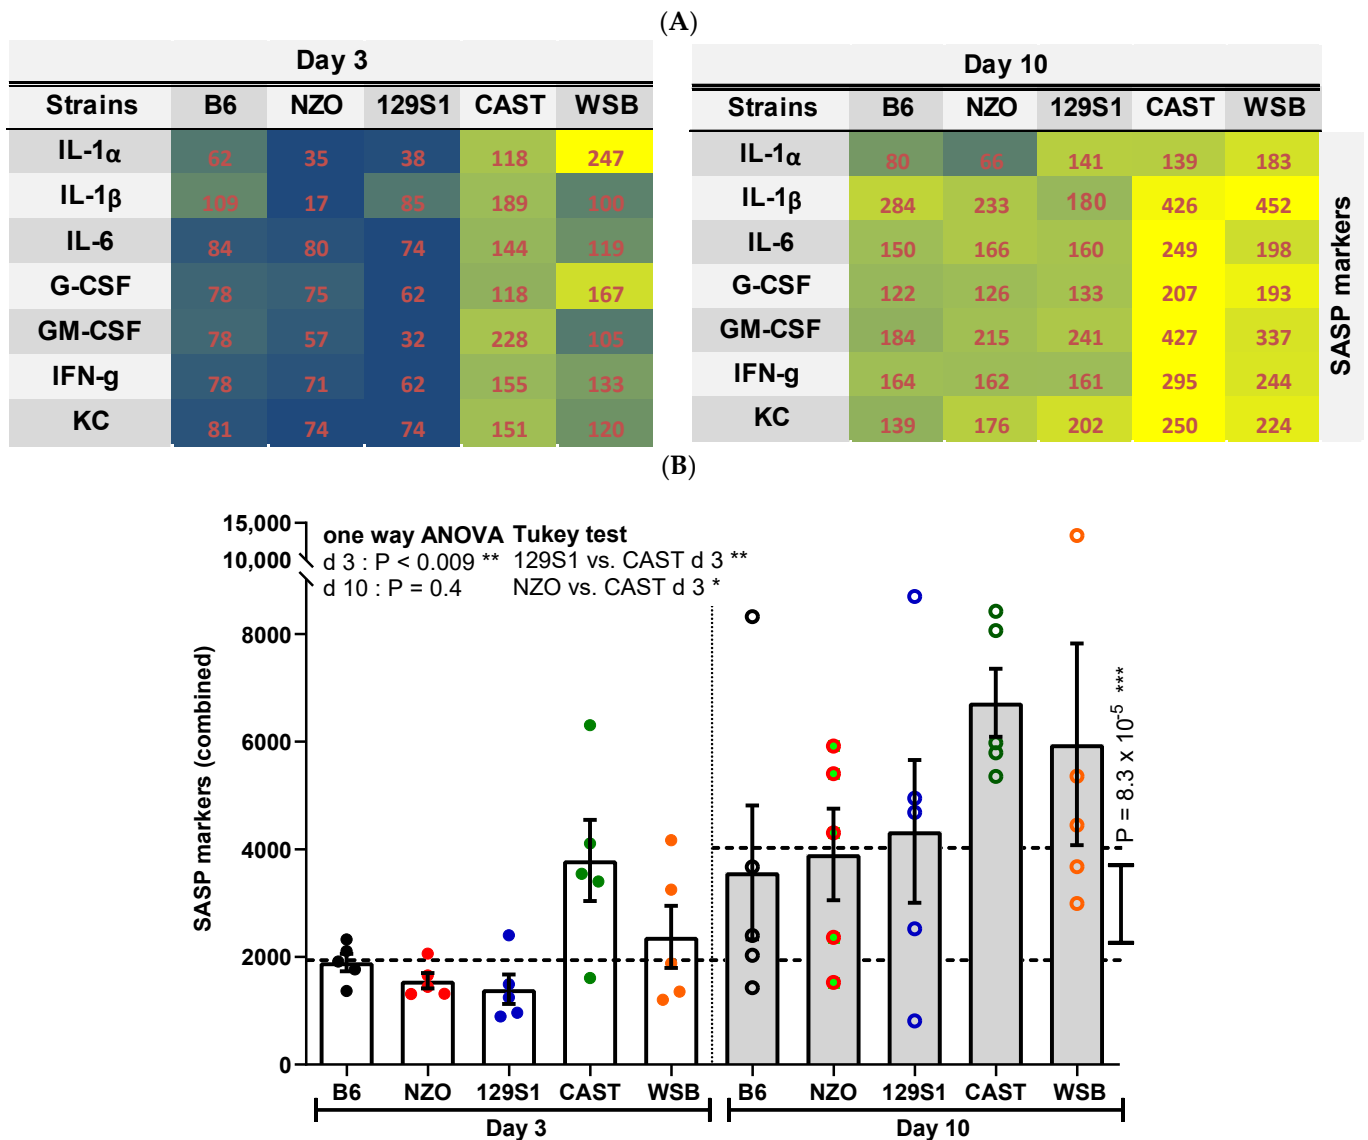 (A)
Day 3
Strains B6 NZO 129S1 CAST WSB
IL-1α 62 35 38 118 247
IL-1β 109 17 85 189 100
IL-6 84 80 74 144 119
G-CSF 78 75 62 118 167
GM-CSF 78 57 32 228 105
IFN-g 78 71 62 155 133
KC 81 74 74 151 120
Day 10
Strains B6 NZO 129S1 CAST WSB
IL-1α 80 66 141 139 183
IL-1β 284 233 180 426 452
IL-6 150 166 160 249 198
G-CSF 122 126 133 207 193
GM-CSF 184 215 241 427 337
IFN-g 164 162 161 295 244
KC 139 176 202 250 224
SASP markers
(B)
SASP markers (combined)
15,000
10,000
8000
6000
4000
2000
0
one way ANOVA Tukey test
d 3 : P < 0.009 ** 129S1 vs. CAST d 3 **
d 10 : P = 0.4 NZO vs. CAST d 3 *
P = 8.3 x 10⁻⁵ ***
B6 NZO 129S1 CAST WSB B6 NZO 129S1 CAST WSB
Day 3 Day 10